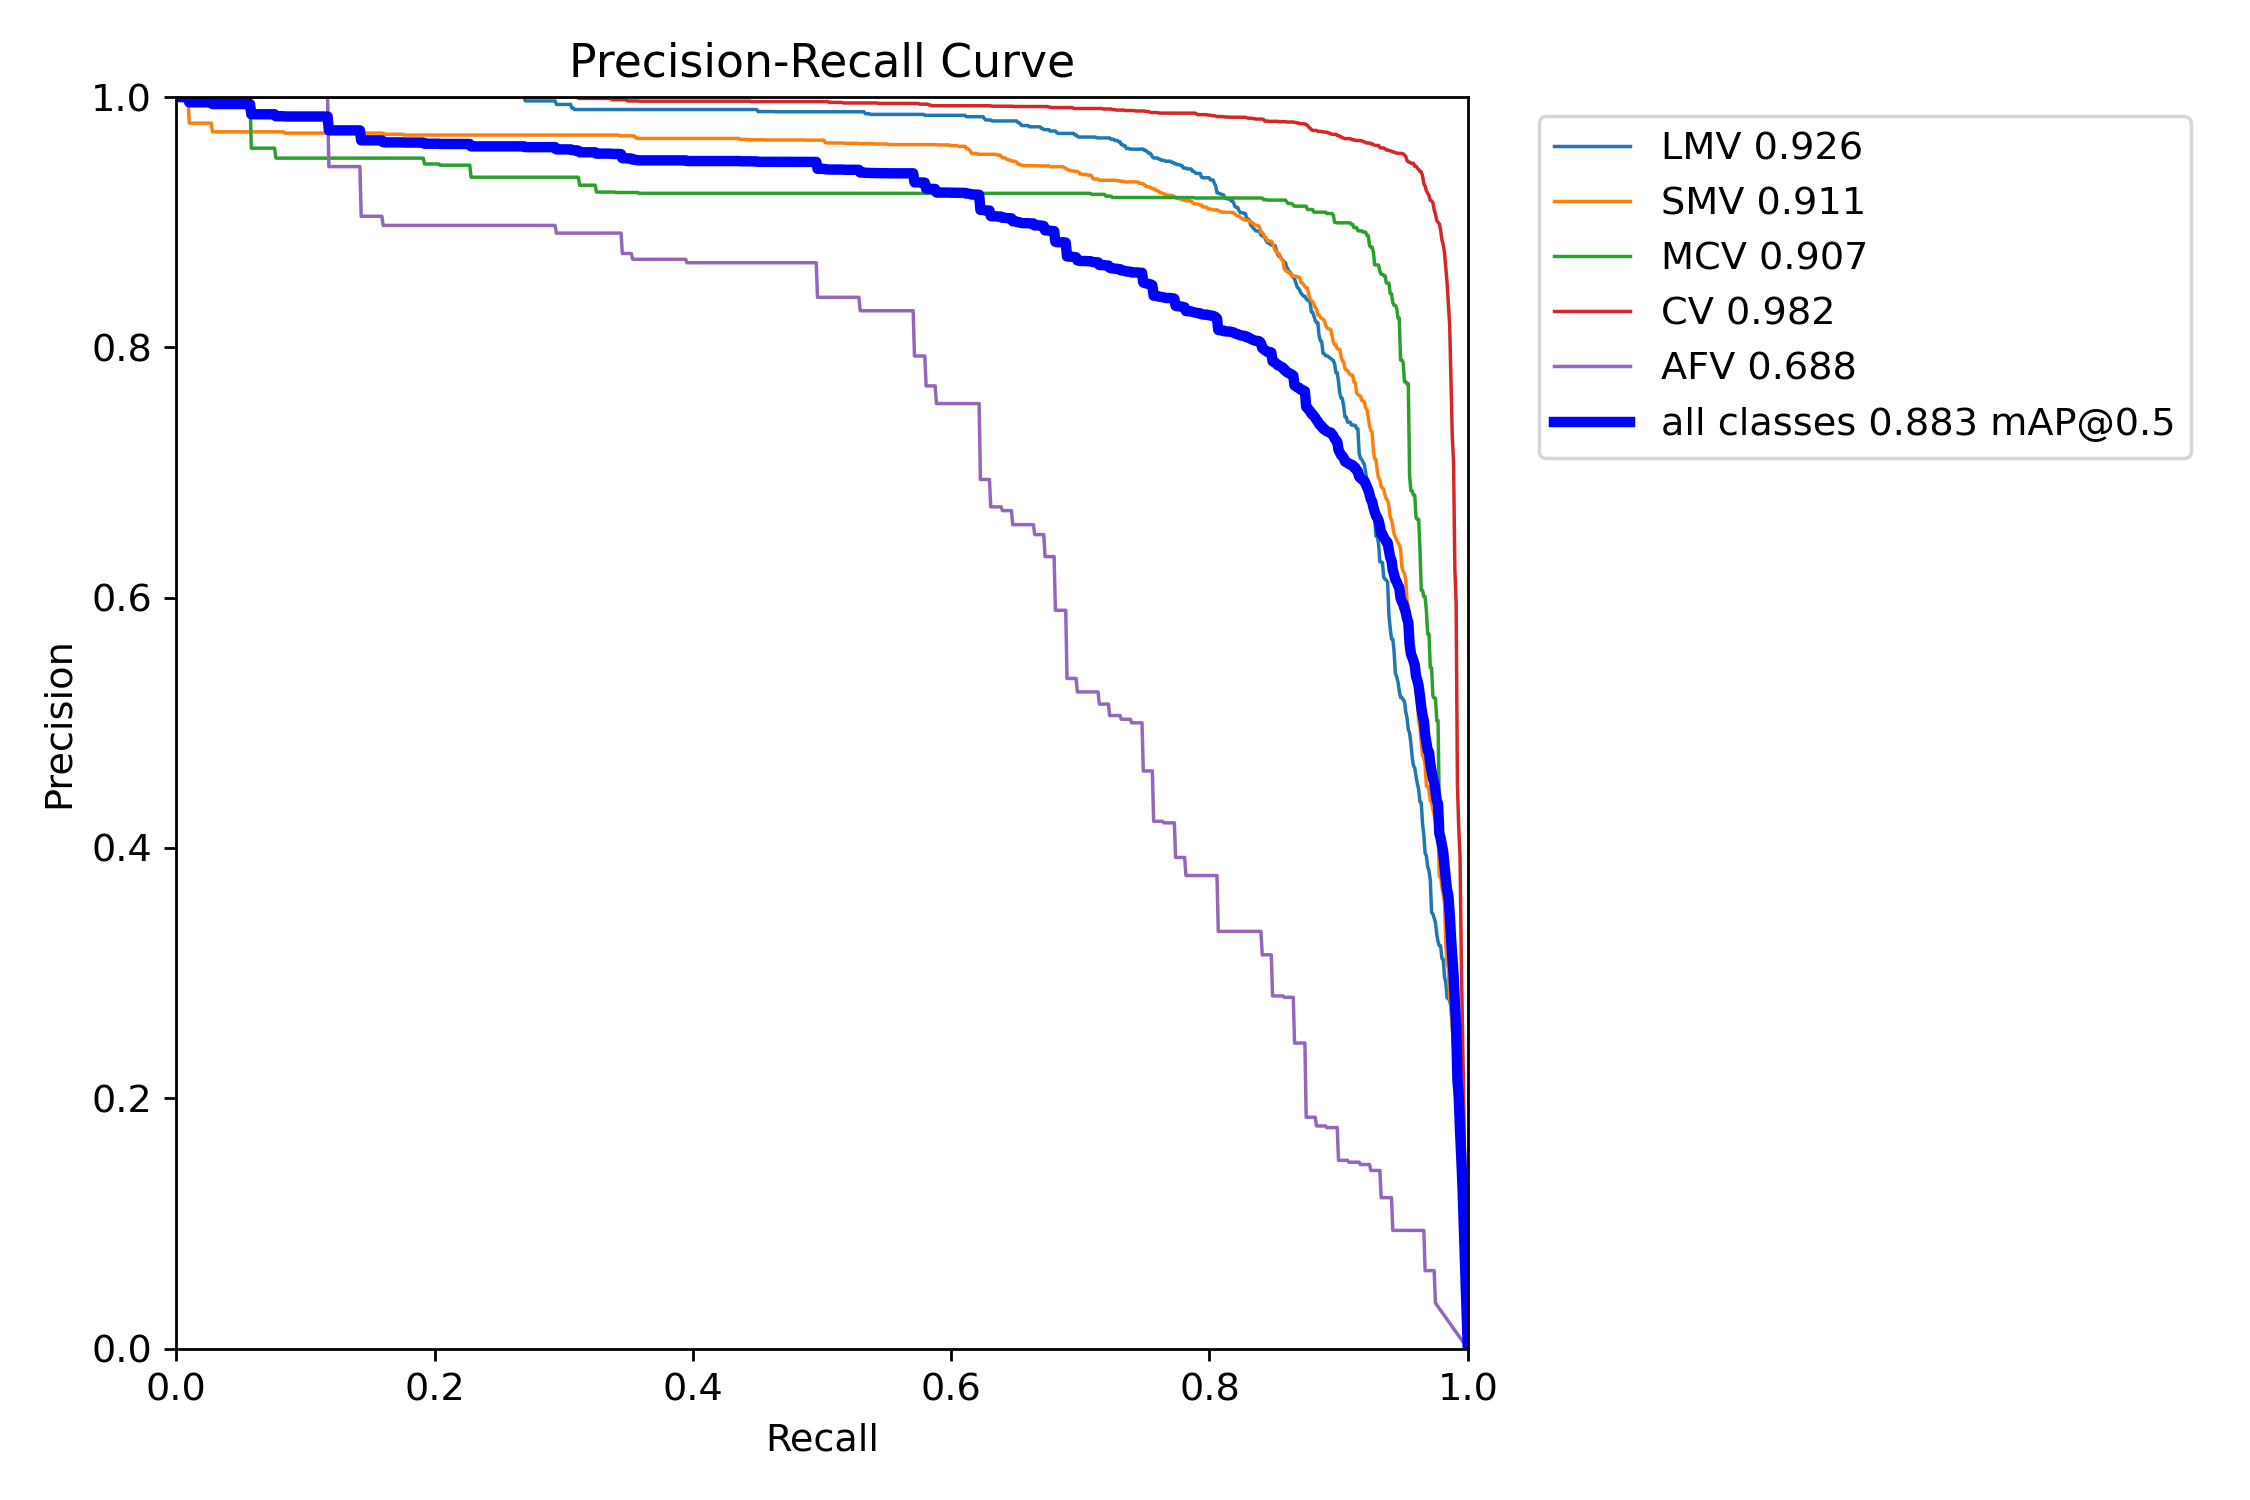 Precision-Recall Curve
1.0
0.8
0.6
0.4
0.2
0.0
Precision
0.0 0.2 0.4 0.6 0.8 1.0
Recall
LMV 0.926
SMV 0.911
MCV 0.907
CV 0.982
AFV 0.688
all classes 0.883 mAP@0.5